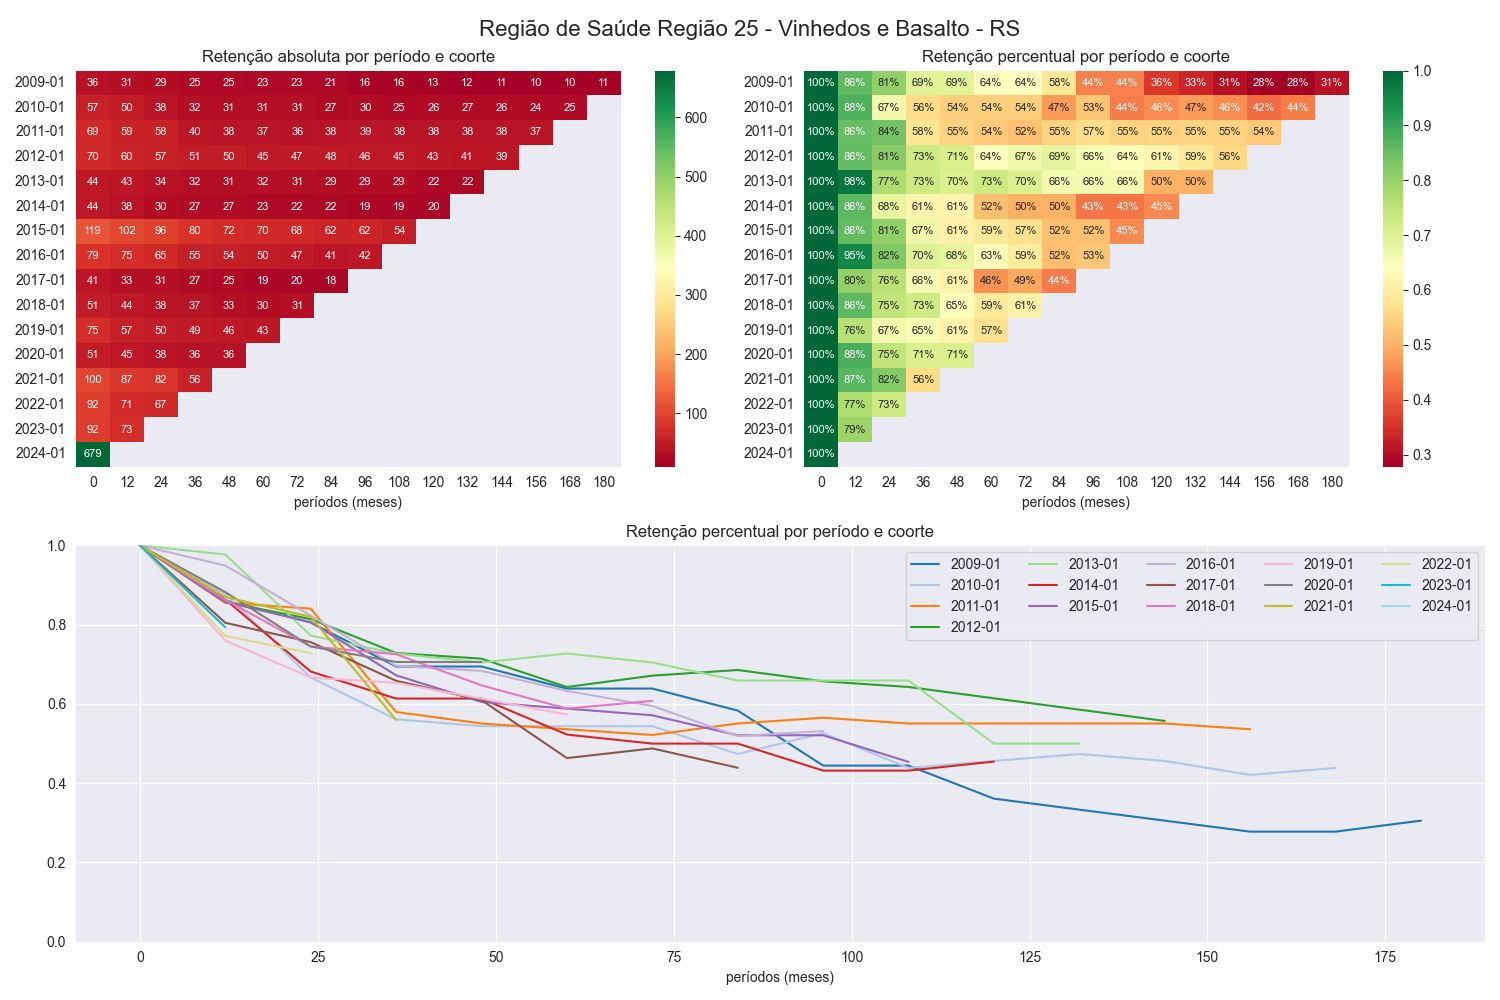 Região de Saúde Região 25 - Vinhedos e Basalto - RS
Retenção absoluta por período e coorte
2009-01 36 31 29 25 25 23 23 21 16 16 13 12 11 10 10 11
2010-01 57 50 38 32 31 31 31 27 30 25 26 27 26 24 25
2011-01 69 59 58 40 38 37 36 38 39 38 38 38 38 37
2012-01 70 60 57 51 50 45 47 48 46 45 43 41 39
2013-01 44 43 34 32 31 32 31 29 29 29 22 22
2014-01 44 38 30 27 27 23 22 22 19 19 20
2015-01 119 102 96 80 72 70 68 62 62 54
2016-01 79 75 65 55 54 50 47 41 42
2017-01 41 33 31 27 25 19 20 18
2018-01 51 44 38 37 33 30 31
2019-01 75 57 50 49 46 43
2020-01 51 45 38 36 36
2021-01 100 87 82 56
2022-01 92 71 67
2023-01 92 73
2024-01 679
0 12 24 36 48 60 72 84 96 108 120 132 144 156 168 180
períodos (meses)
600
500
400
300
200
100
Retenção percentual por período e coorte
2009-01 100% 86% 81% 69% 69% 64% 64% 58% 44% 44% 36% 33% 31% 28% 28% 31%
2010-01 100% 88% 67% 56% 54% 54% 54% 47% 53% 44% 46% 47% 46% 42% 44%
2011-01 100% 86% 84% 58% 55% 54% 52% 55% 57% 55% 55% 55% 55% 54%
2012-01 100% 86% 81% 73% 71% 64% 67% 69% 66% 64% 61% 59% 56%
2013-01 100% 98% 77% 73% 70% 73% 70% 66% 66% 66% 50% 50%
2014-01 100% 86% 68% 61% 61% 52% 50% 50% 43% 43% 45%
2015-01 100% 86% 81% 67% 61% 59% 57% 52% 52% 45%
2016-01 100% 95% 82% 70% 68% 63% 59% 52% 53%
2017-01 100% 80% 76% 66% 61% 46% 49% 44%
2018-01 100% 86% 75% 73% 65% 59% 61%
2019-01 100% 76% 67% 65% 61% 57%
2020-01 100% 88% 75% 71% 71%
2021-01 100% 87% 82% 56%
2022-01 100% 77% 73%
2023-01 100% 79%
2024-01 100%
0 12 24 36 48 60 72 84 96 108 120 132 144 156 168 180
períodos (meses)
1.0
0.9
0.8
0.7
0.6
0.5
0.4
0.3
Retenção percentual por período e coorte
1.0
0.8
0.6
0.4
0.2
0.0
2009-01 2013-01 2016-01 2019-01 2022-01
2010-01 2014-01 2017-01 2020-01 2023-01
2011-01 2015-01 2018-01 2021-01 2024-01
2012-01
0 25 50 75 100 125 150 175
períodos (meses)